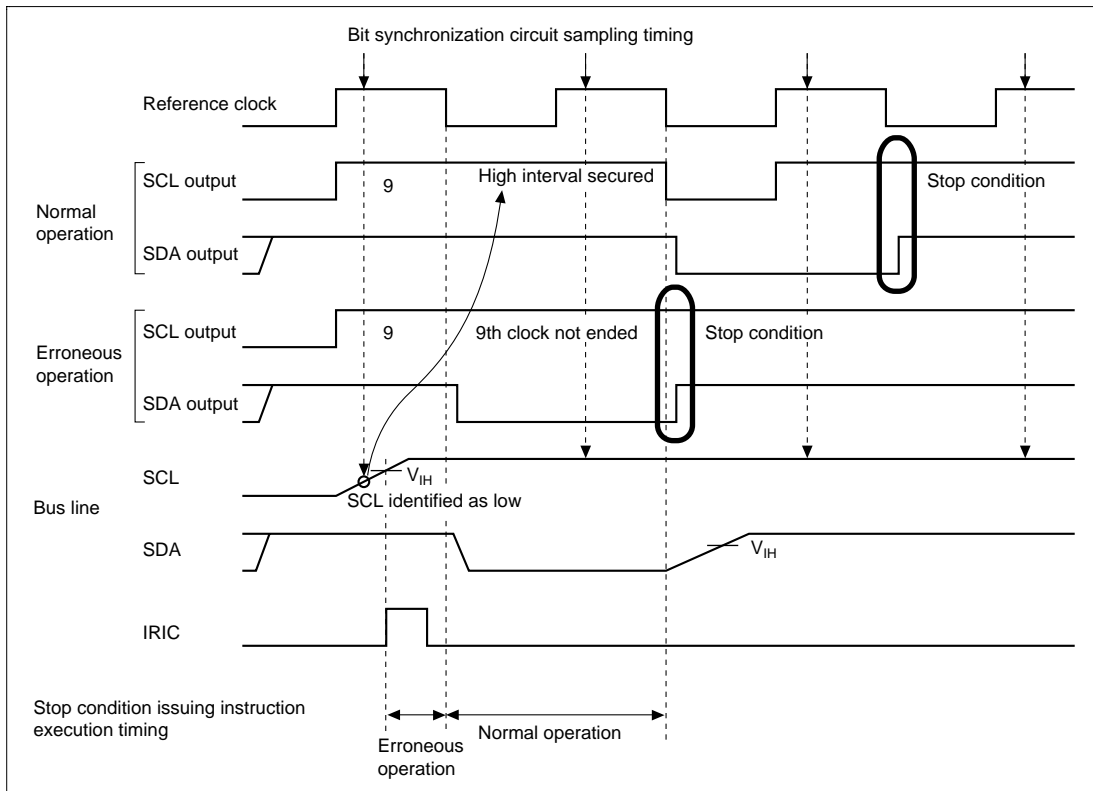 Bit synchronization circuit sampling timing
Reference clock
Normal
operation
SCL output
9
High interval secured
Stop condition
SDA output
Erroneous
operation
SCL output
9
9th clock not ended
Stop condition
SDA output
Bus line
SCL
VIH
SCL identified as low
SDA
VIH
IRIC
Stop condition issuing instruction
execution timing
Erroneous
operation
Normal operation